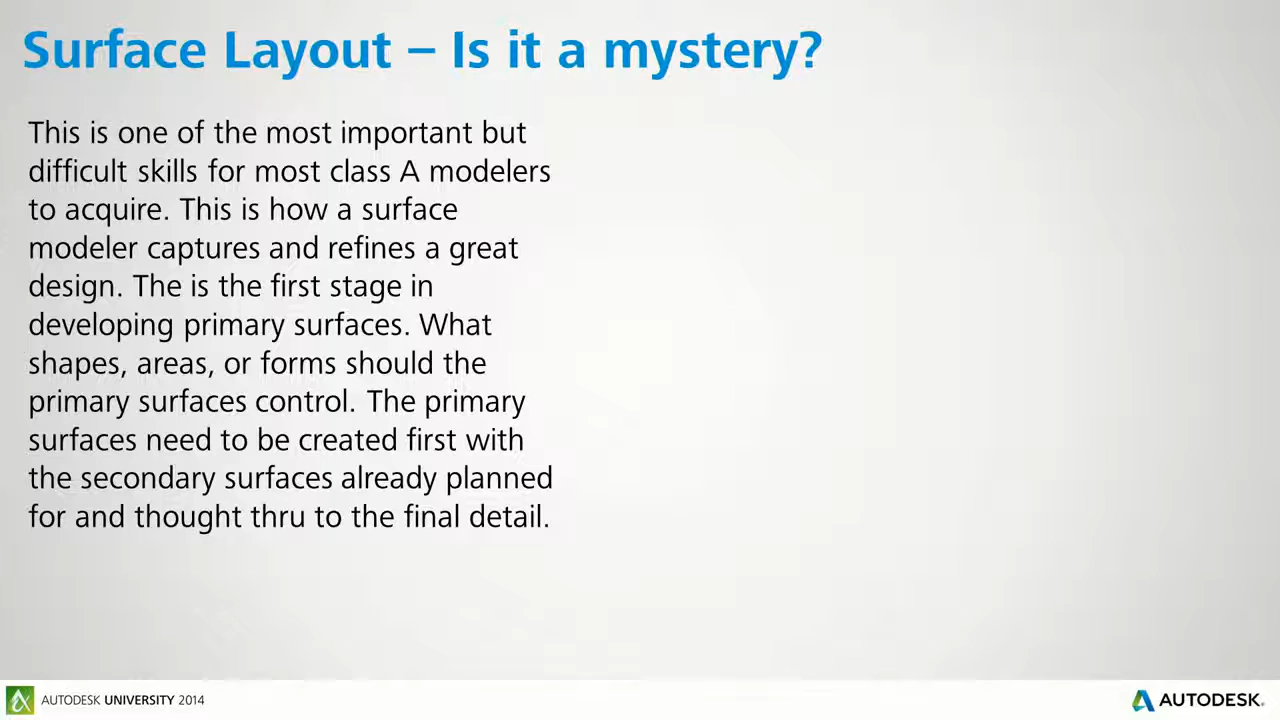 Surface Layout – Is it a mystery?
This is one of the most important but
difficult skills for most class A modelers
to acquire. This is how a surface
modeler captures and refines a great
design. The is the first stage in
developing primary surfaces. What
shapes, areas, or forms should the
primary surfaces control. The primary
surfaces need to be created first with
the secondary surfaces already planned
for and thought thru to the final detail.
AUTODESK UNIVERSITY 2014
AUTODESK.